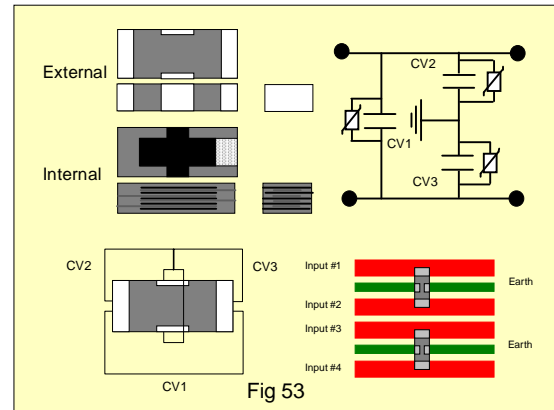 External
Internal
CV2
CV1
CV3
CV2
CV3
CV1
Input #1
Earth
Input #2
Input #3
Earth
Input #4
Fig 53